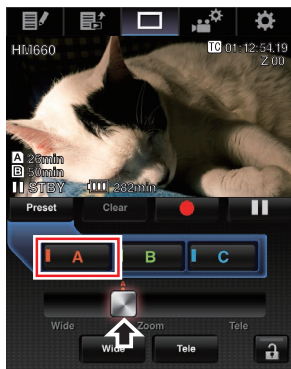 HM660
TC 01:12:54.19
Z 00
A 26min
B 50min
STBY 282min
Preset Clear
A B C
A
Wide Zoom Tele
Wide Tele